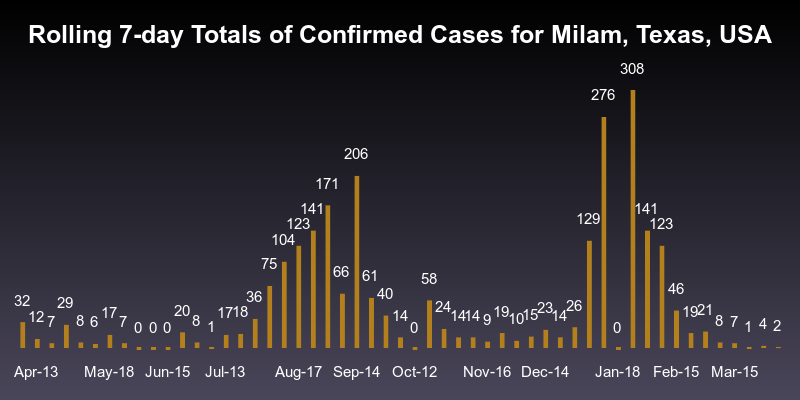 Rolling 7-day Totals of Confirmed Cases for Milam, Texas, USA
32 12 7 29 8 6 17 7 0 0 0 20 8 1 17 18 36 75 104 123 141 171 66 206 61 40 14 0 58 24 14 14 9 19 10 15 23 14 26 129 276 0 308 141 123 46 19 21 8 7 1 4 2
Apr-13 May-18 Jun-15 Jul-13 Aug-17 Sep-14 Oct-12 Nov-16 Dec-14 Jan-18 Feb-15 Mar-15